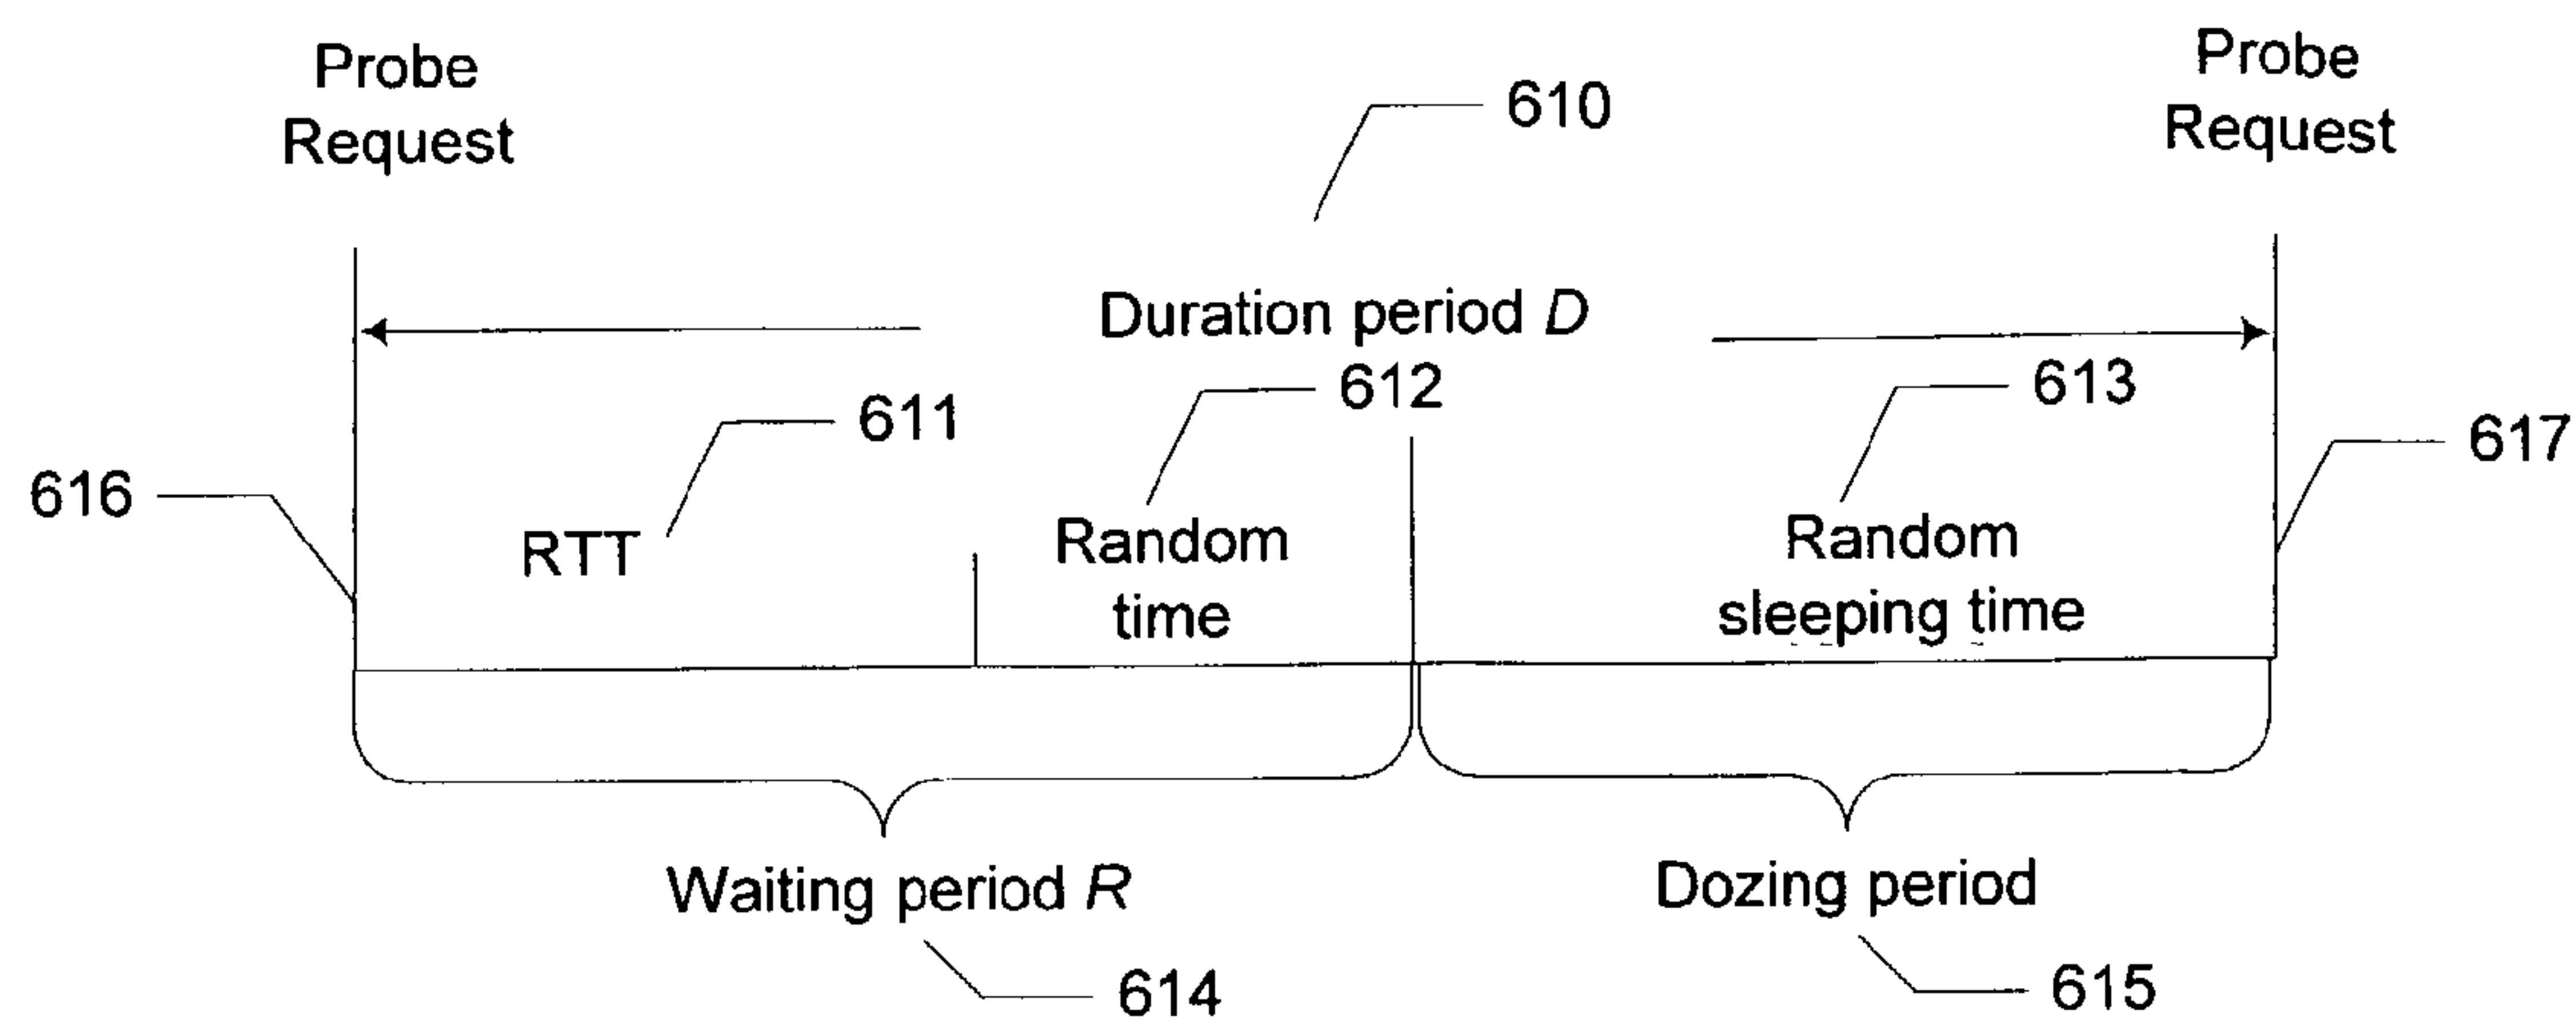 Probe
Request
Probe
Request
610
Duration period D
611
612
613
617
616
RTT
Random
time
Random
sleeping time
Waiting period R
Dozing period
614
615